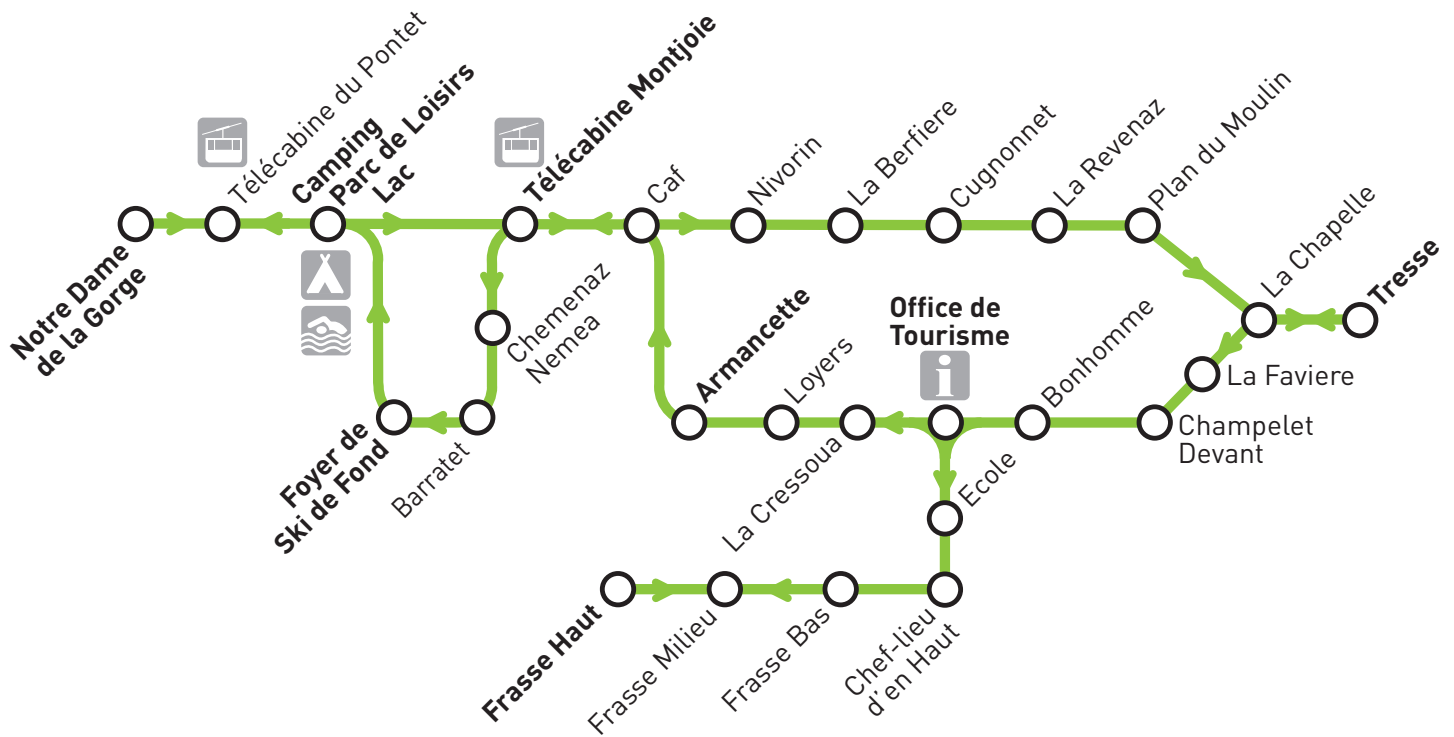 Télécabine du Pontet
Camping
Parc de Loisirs
Lac
Télécabine Montjoie
Caf
Nivorin
La Berfiere
Cugnonnet
La Revenaz
Plan du Moulin
La Chapelle
Tresse
Notre Dame
de la Gorge
Chemenaz
Nemea
Office de
Tourisme
i
Armancette
Loyers
Bonhomme
La Faviere
Champelet
Devant
Foyer de
Ski de Fond
Barratet
La Cressoua
Ecole
Frasse Haut
Frasse Milieu
Frasse Bas
Chef-lieu
d'en Haut